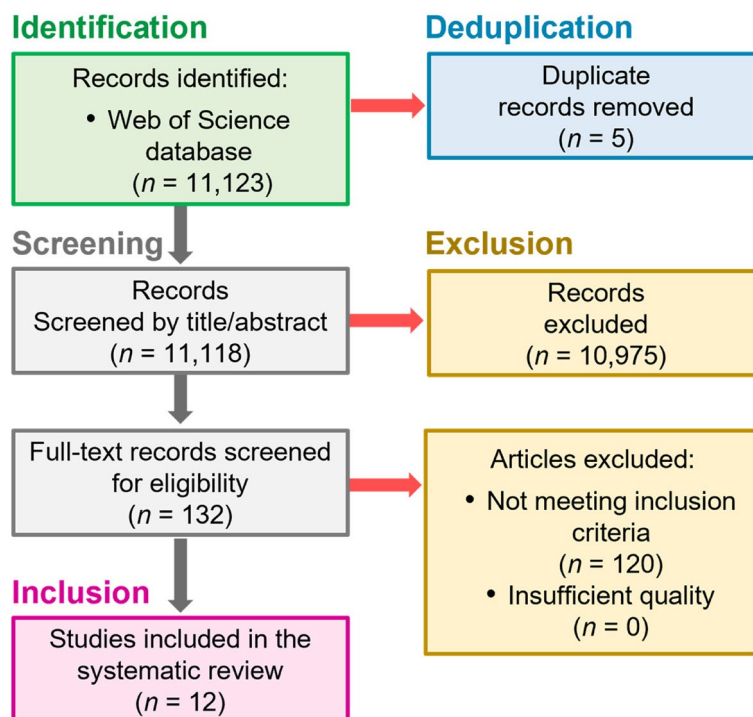 Identification
Records identified:
• Web of Science
database
(n = 11,123)
Deduplication
Duplicate
records removed
(n = 5)
Screening
Records
Screened by title/abstract
(n = 11,118)
Exclusion
Records
excluded
(n = 10,975)
Full-text records screened
for eligibility
(n = 132)
Articles excluded:
• Not meeting inclusion
criteria
(n = 120)
• Insufficient quality
(n = 0)
Inclusion
Studies included in the
systematic review
(n = 12)